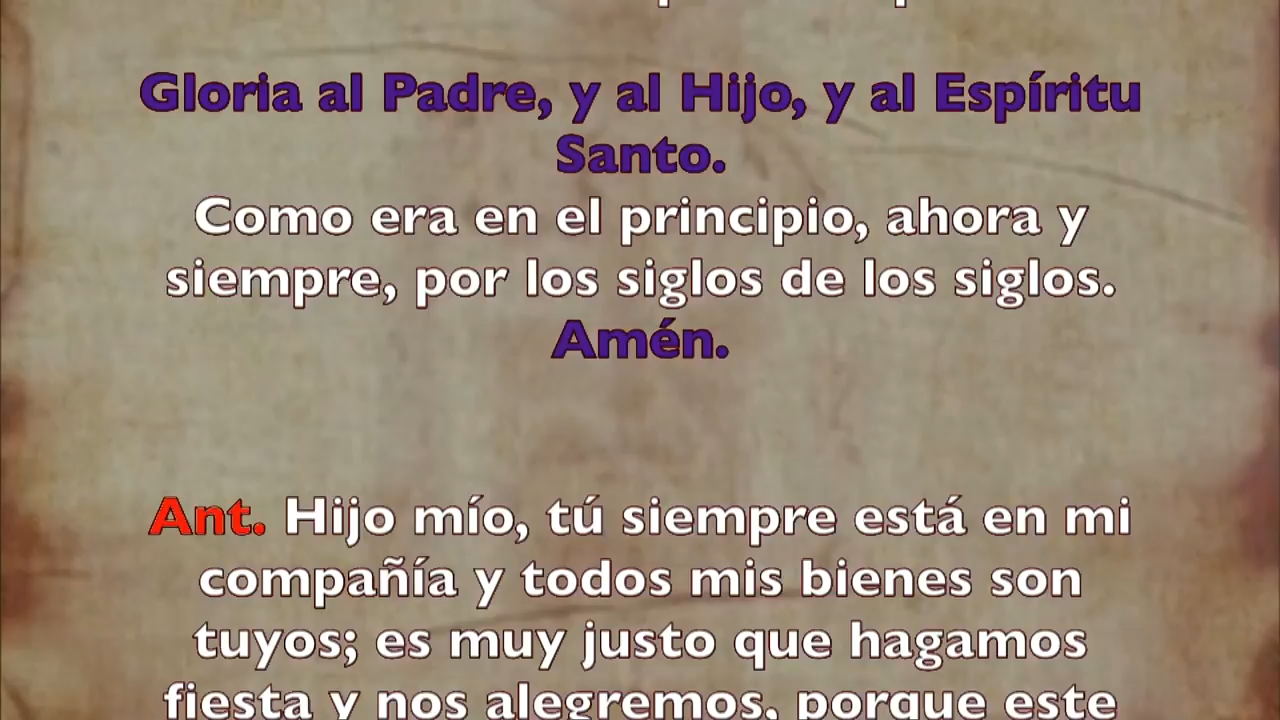 Gloria al Padre, y al Hijo, y al Espíritu
Santo.
Como era en el principio, ahora y
siempre, por los siglos de los siglos.
Amén.
Ant. Hijo mío, tú siempre está en mi
compañía y todos mis bienes son
tuyos; es muy justo que hagamos
fiesta y nos alegremos, porque este